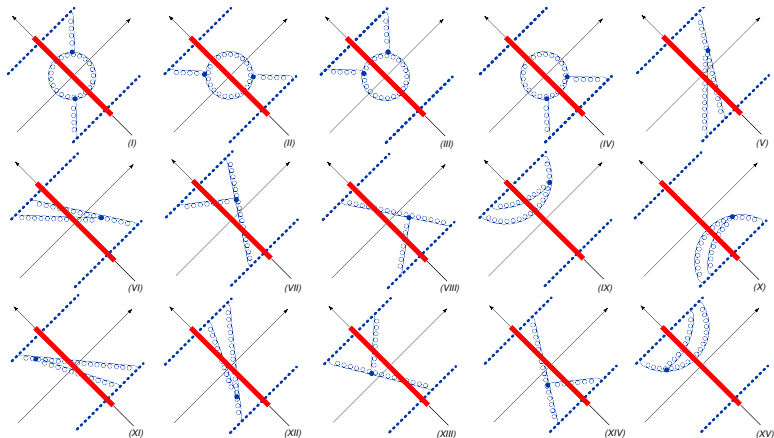 (I) (II) (III) (IV) (V)
(VI) (VII) (VIII) (IX) (X)
(XI) (XII) (XIII) (XIV) (XV)